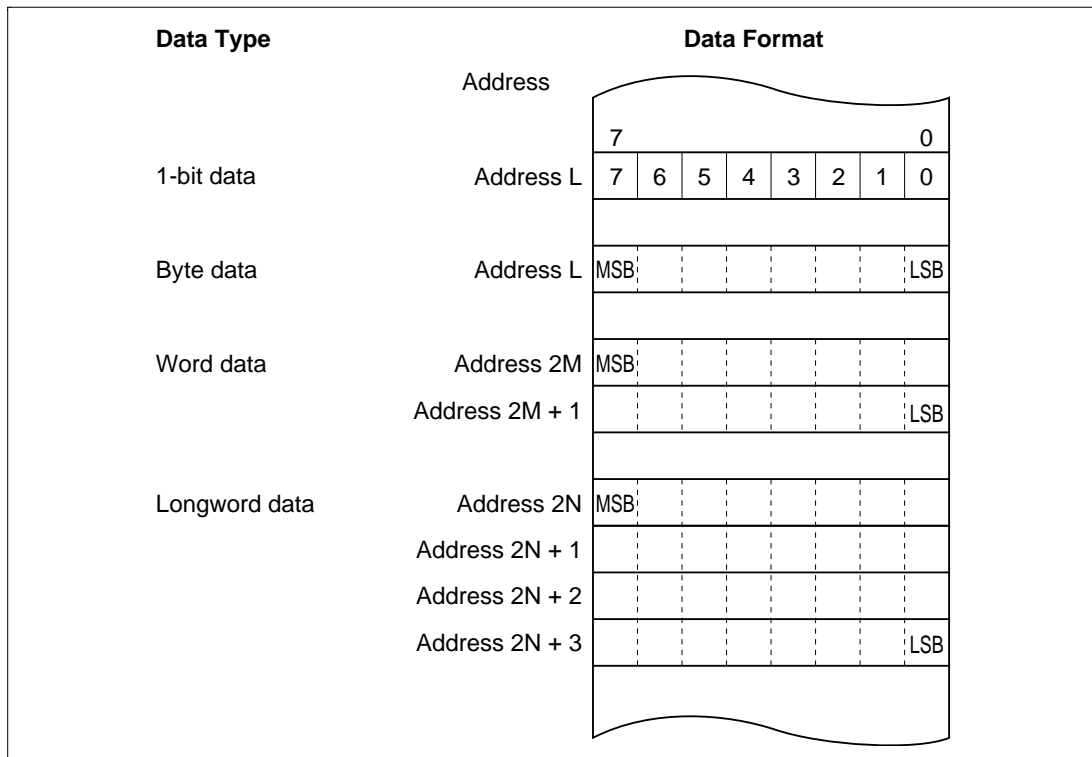 Data Type Data Format
Address
7 0
1-bit data Address L 7 6 5 4 3 2 1 0
Byte data Address L MSB LSB
Word data Address 2M MSB
Address 2M + 1 LSB
Longword data Address 2N MSB
Address 2N + 1
Address 2N + 2
Address 2N + 3 LSB